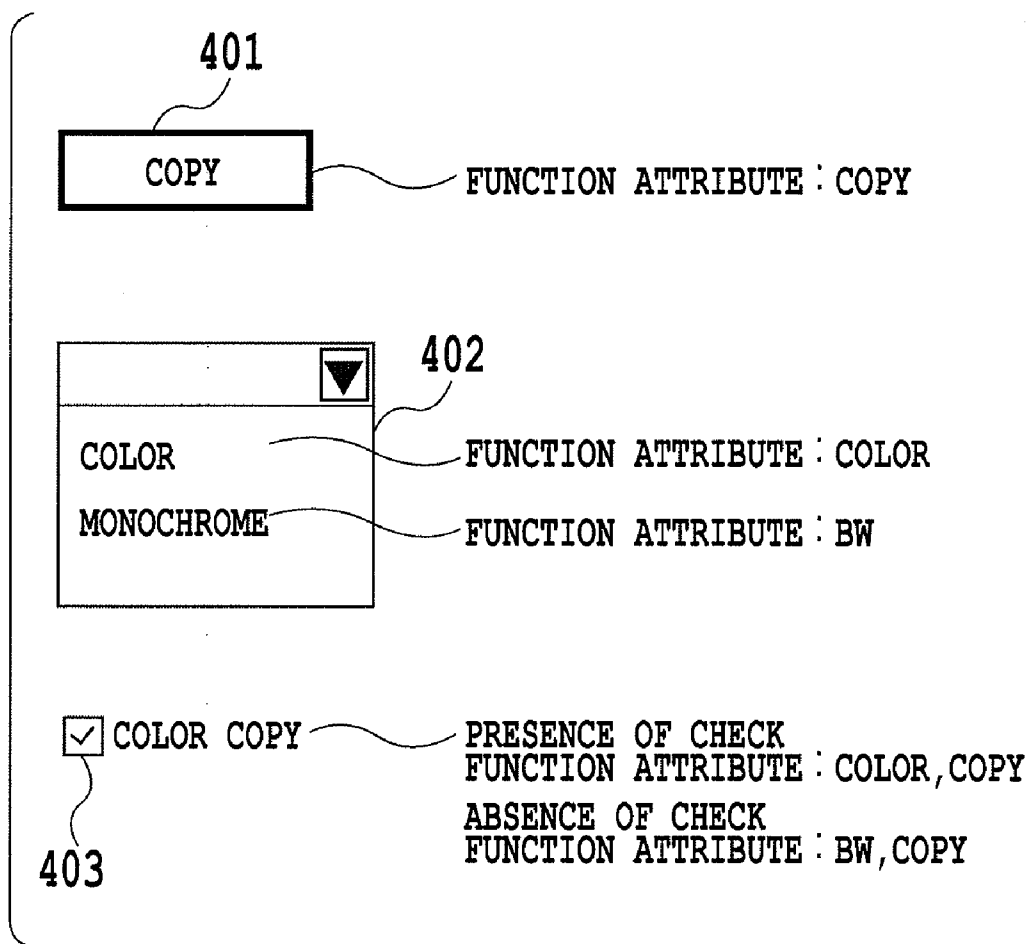 401
COPY
FUNCTION ATTRIBUTE : COPY
402
COLOR
FUNCTION ATTRIBUTE : COLOR
MONOCHROME
FUNCTION ATTRIBUTE : BW
COLOR COPY
PRESENCE OF CHECK
FUNCTION ATTRIBUTE : COLOR,COPY
ABSENCE OF CHECK
FUNCTION ATTRIBUTE : BW,COPY
403